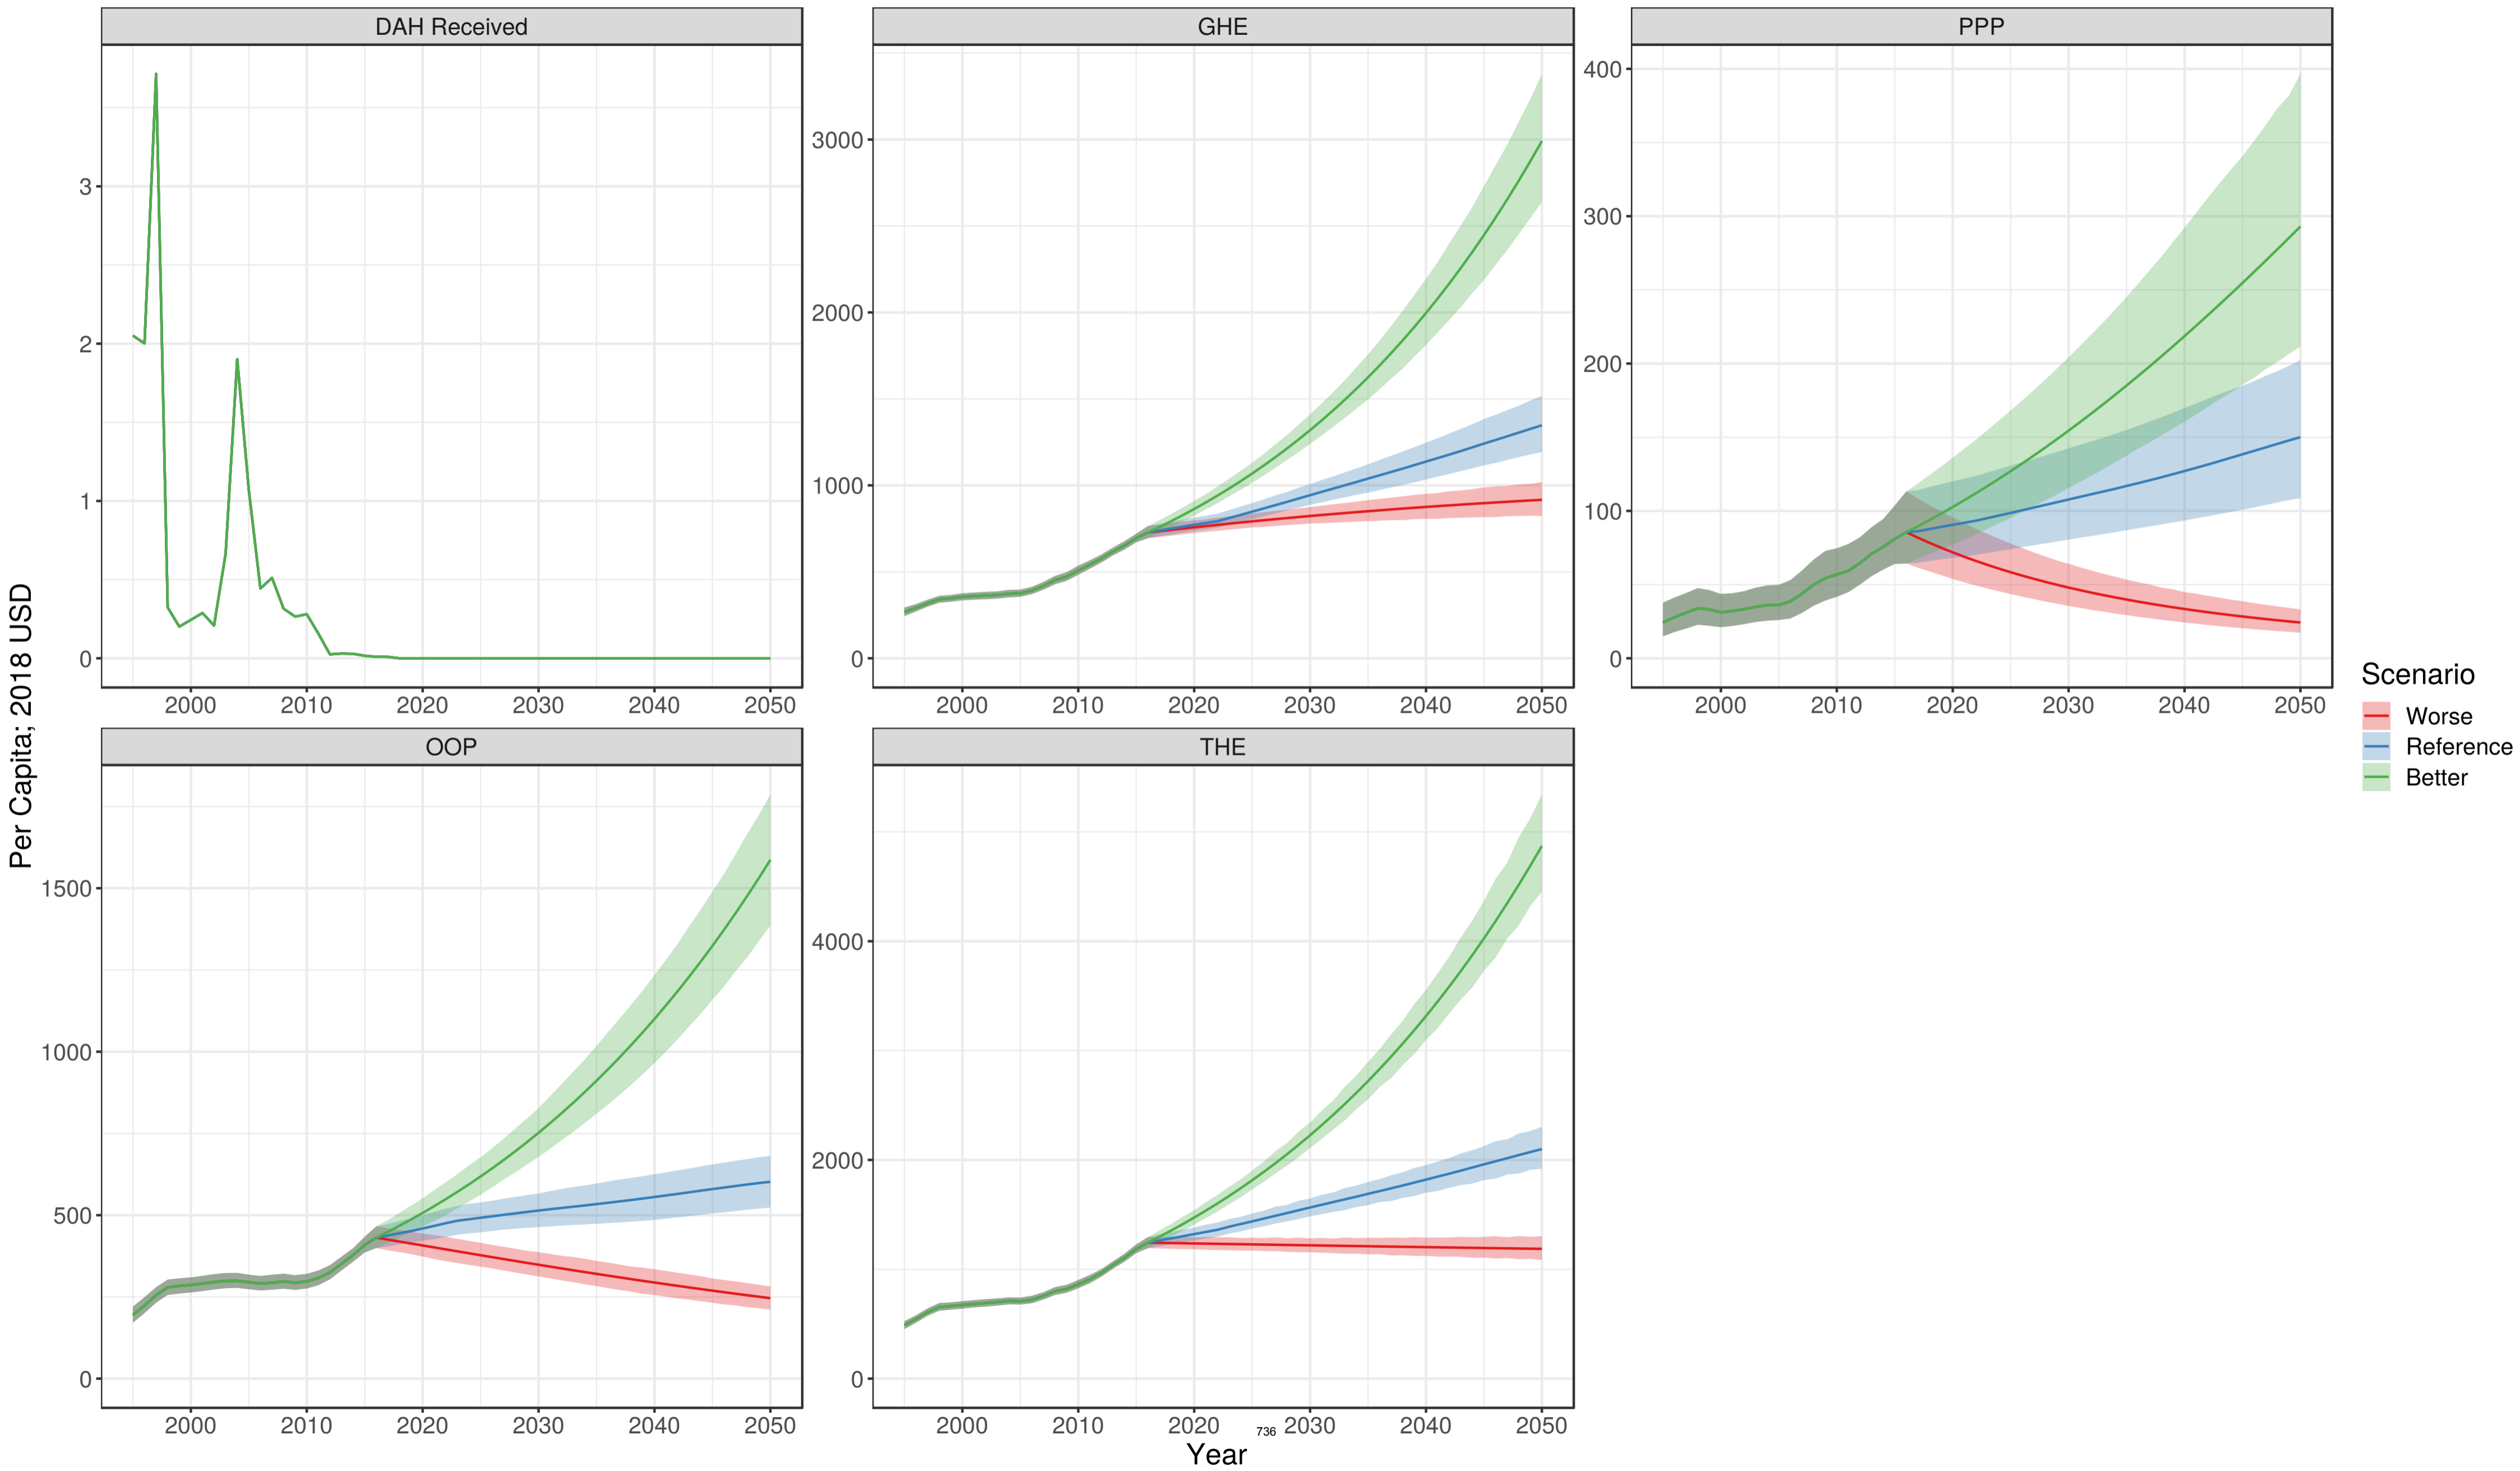 DAH Received
GHE
PPP
3
2
1
0
3000
2000
1000
0
400
300
200
100
0
2000 2010 2020 2030 2040 2050
2000 2010 2020 2030 2040 2050
2000 2010 2020 2030 2040 2050
Per Capita; 2018 USD
OOP
THE
1500
1000
500
0
4000
2000
0
2000 2010 2020 2030 2040 2050
2000 2010 2020 2030 2040 2050
736
Year
Scenario
Worse
Reference
Better